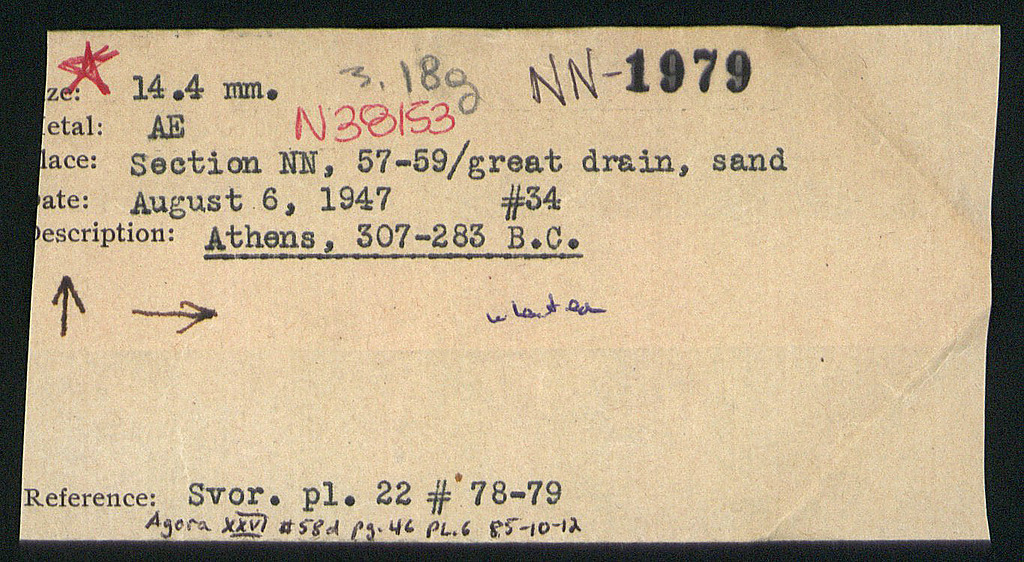 ze: 14.4 mm. 3.18g NN-1979
etal: AE N38153
lace: Section NN, 57-59/great drain, sand
ate: August 6, 1947 #34
escription: Athens, 307-283 B.C.
Reference: Svor. pl. 22 # 78-79
Agora XXVI #58d pg. 46 PL.6 85-10-12